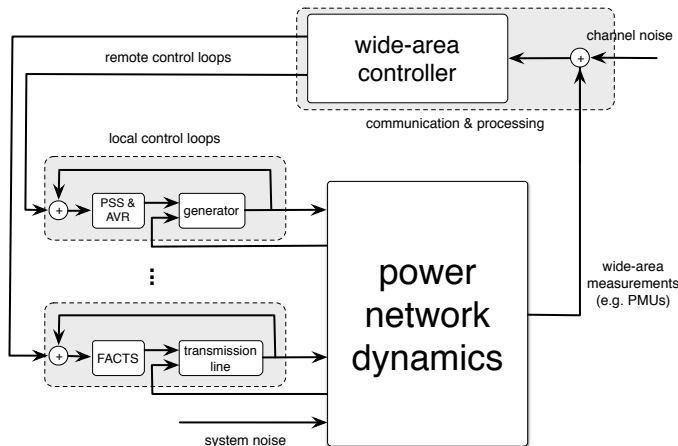 wide-area
controller
channel noise
+
remote control loops
communication & processing
local control loops
+
PSS &
AVR
generator
power
network
dynamics
wide-area
measurements
(e.g. PMUs)
...
+
FACTS
transmission
line
system noise